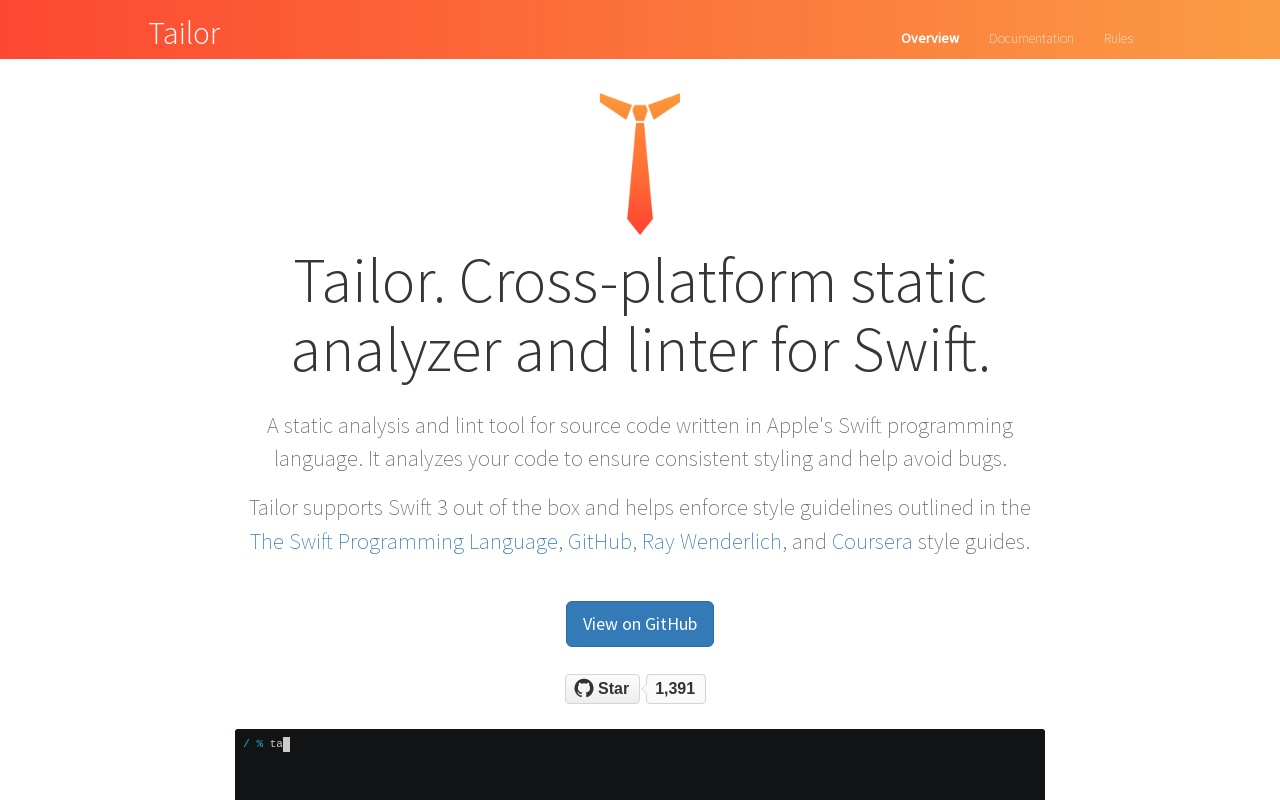 Tailor
Overview
Documentation
Rules
Tailor. Cross-platform static
analyzer and linter for Swift.
A static analysis and lint tool for source code written in Apple's Swift programming
language. It analyzes your code to ensure consistent styling and help avoid bugs.
Tailor supports Swift 3 out of the box and helps enforce style guidelines outlined in the
The Swift Programming Language, GitHub, Ray Wenderlich, and Coursera style guides.
View on GitHub
Star
1,391
/ % ta